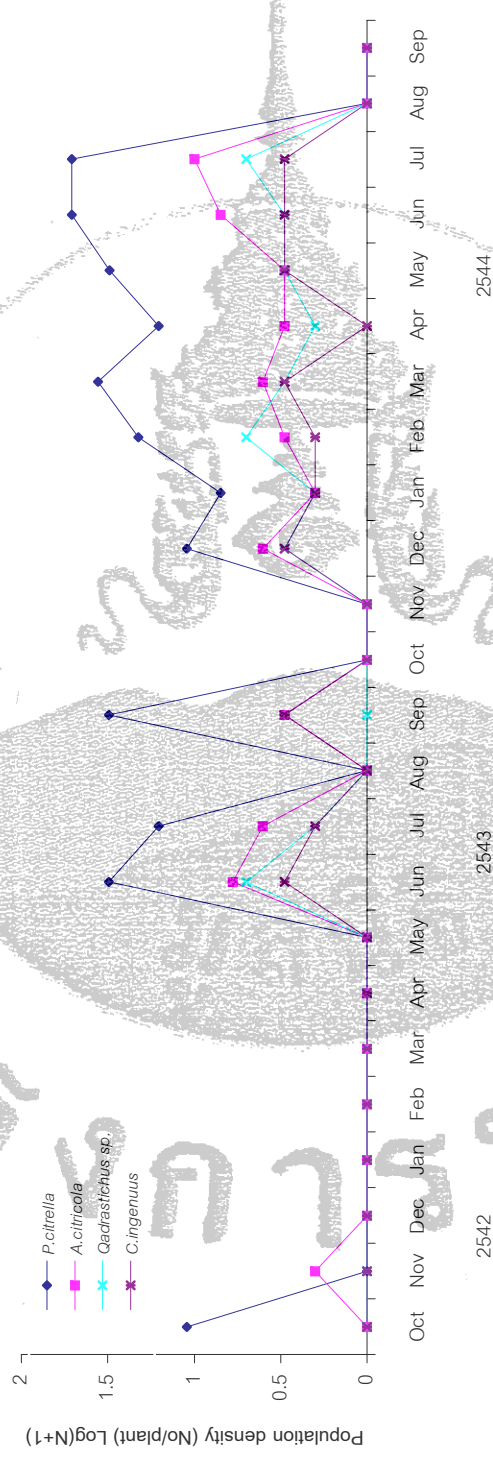 Population density (No/plant) Log(N+1)
2
1.5
1
0.5
0
P.citrella
A.citricola
Qadrastichus sp.
C.ingenuus
Oct Nov Dec Jan Feb Mar Apr May Jun Jul Aug Sep Oct Nov Dec Jan Feb Mar Apr May Jun Jul Aug Sep
2542 2543 2544